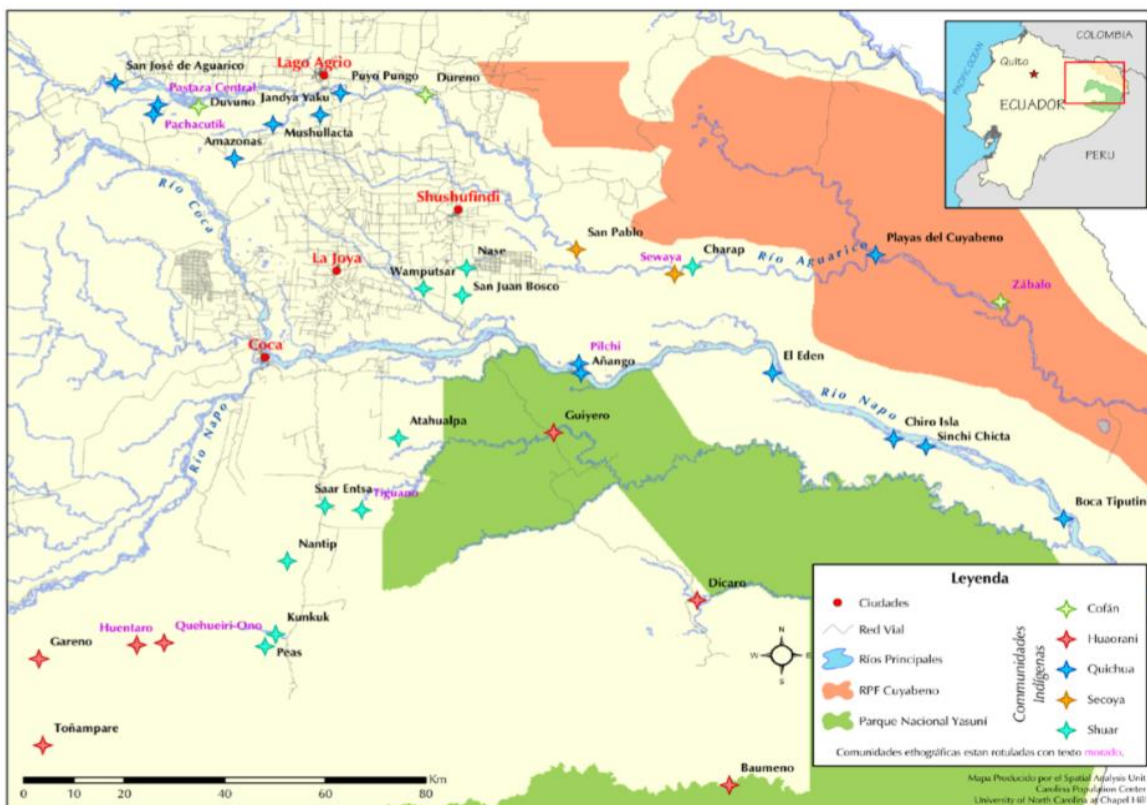 San José de Aguarico
Lago Agrio
Puyo Pungo
Dureno
Pastaza Central
Duvuno
Jandya Yaku
Pachacutik
Mushullacta
Amazonas
Río Coca
Shushufindi
San Pablo
Nase
Sewaya
Charap
Río Aguarico
Playas del Cuyabeno
La Joya
Wamputsar
San Juan Bosco
Zábalo
Coca
Pilchi
Añango
El Eden
Río Napo
Río Napo
Atahualpa
Guiyero
Chiro Isla
Sinchi Chicta
Saar Entsa
Tiguano
Boca Tiputin
Nantip
Dicaro
Kunkuk
Huentaro
Quehueiri-Ono
Gareno
Peas
Toñampare
Baumeno
0 20 40 60 80
Km
N
W E
S
COLOMBIA
Quito
PACIFIC OCEAN
ECUADOR
PERU
Leyenda
Ciudades
Red Vial
Ríos Principales
RPF Cuyabeno
Parque Nacional Yasuní
Communidades
Indígenas
Cofán
Huaorani
Quichua
Secoya
Shuar
Comunidades ethográficas estan rotuladas con texto morado.
Mapa Producido por el Spatial Analysis Unit
Carolina Population Center
University of North Carolina at Chapel Hill